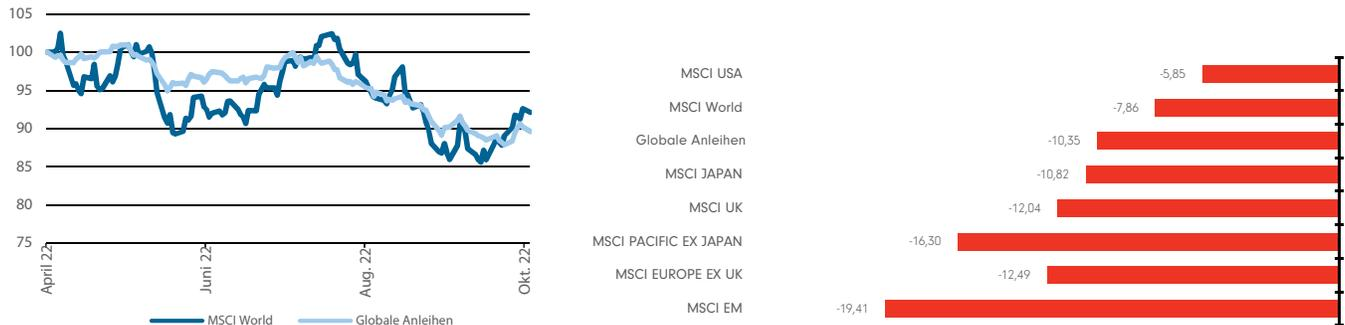 105
100
95
90
85
80
75
April 22
Juni 22
Aug. 22
Okt. 22
MSCI World
Globale Anleihen
MSCI USA -5,85
MSCI World -7,86
Globale Anleihen -10,35
MSCI JAPAN -10,82
MSCI UK -12,04
MSCI PACIFIC EX JAPAN -16,30
MSCI EUROPE EX UK -12,49
MSCI EM -19,41